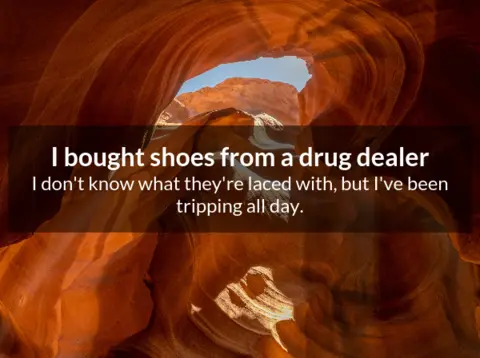 I bought shoes from a drug dealer
I don't know what they're laced with, but I've been
tripping all day.